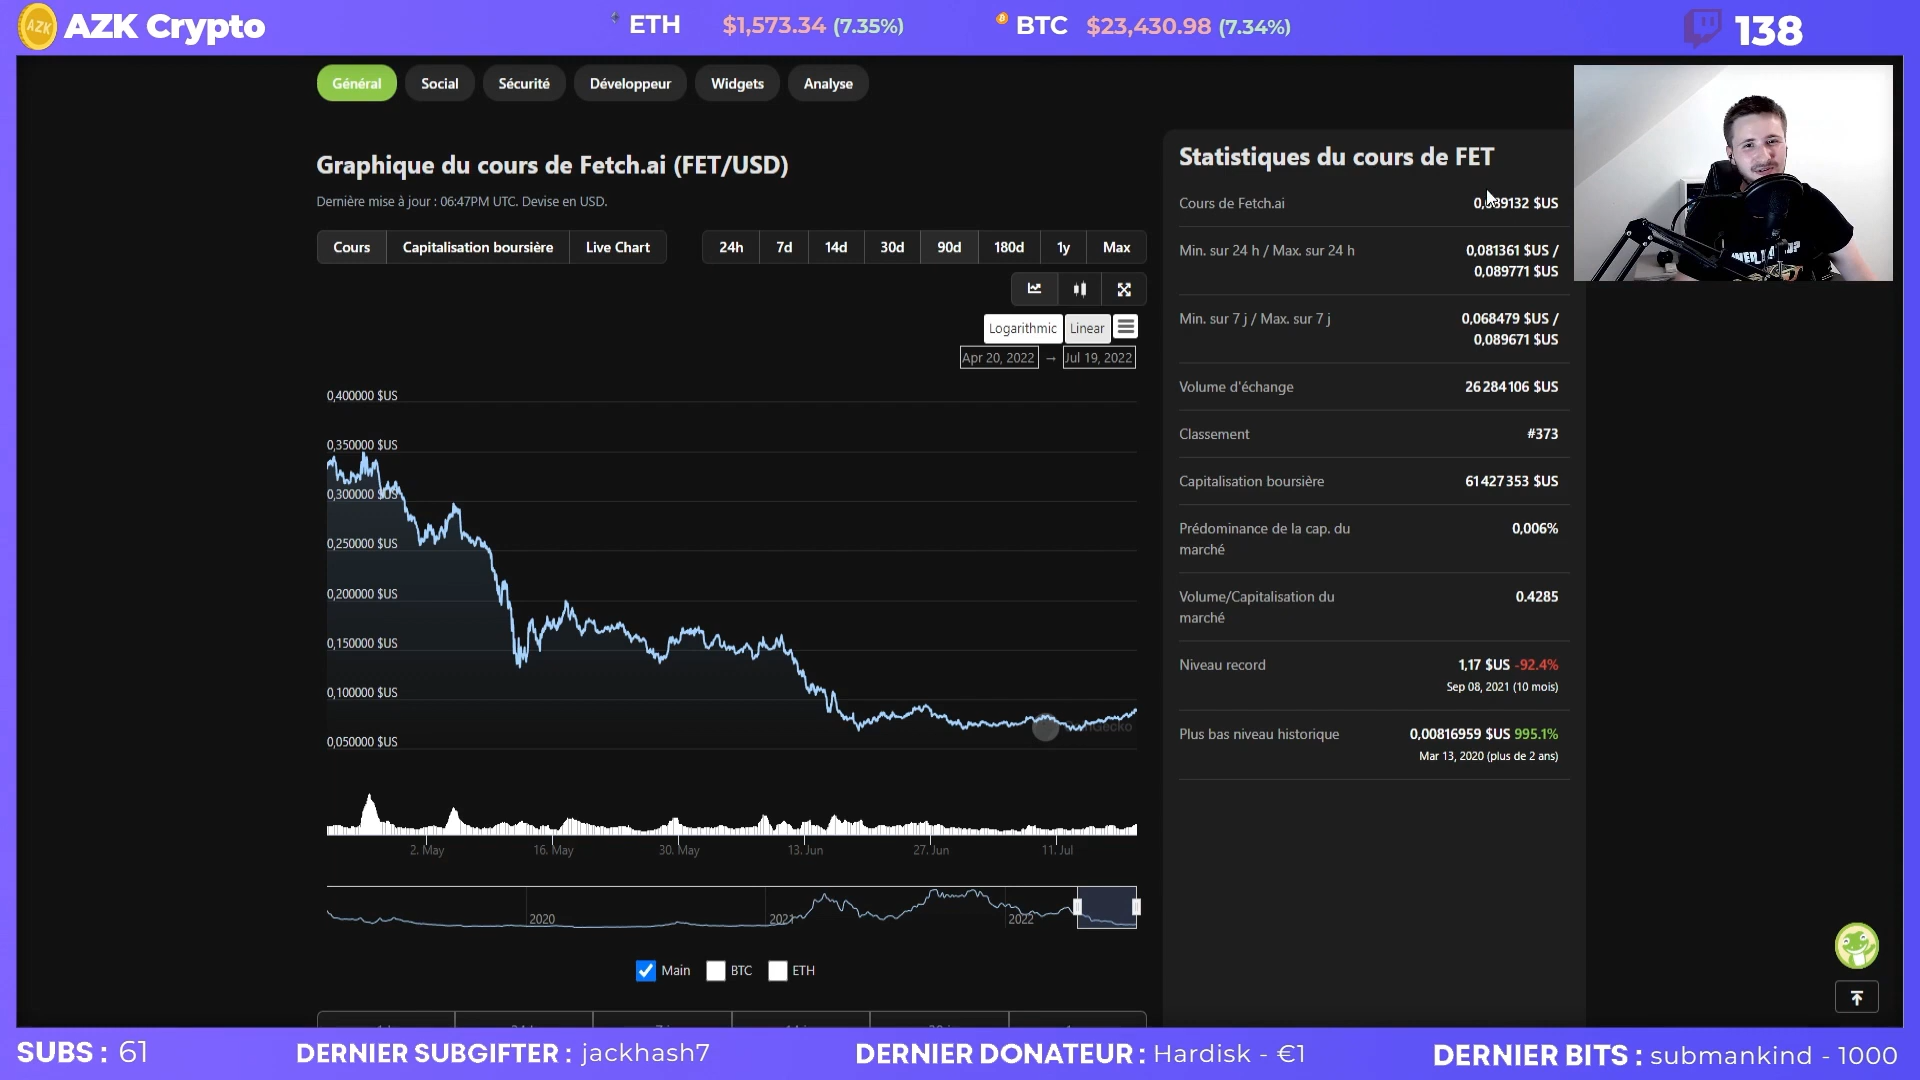 AZK
AZK Crypto
ETH $1,573.34 (7.35%)
BTC $23,430.98 (7.34%)
138
Général
Social
Sécurité
Développeur
Widgets
Analyse
Graphique du cours de Fetch.ai (FET/USD)
Dernière mise à jour : 06:47PM UTC. Devise en USD.
Cours
Capitalisation boursière
Live Chart
24h
7d
14d
30d
90d
180d
1y
Max
Logarithmic
Linear
Apr 20, 2022 → Jul 19, 2022
0,400000 $US
0,350000 $US
0,300000 $US
0,250000 $US
0,200000 $US
0,150000 $US
0,100000 $US
0,050000 $US
2. May
16. May
30. May
13. Jun
27. Jun
11. Jul
2020
2021
2022
Main
BTC
ETH
Statistiques du cours de FET
Cours de Fetch.ai
$US
Min. sur 24 h / Max. sur 24 h
0,081361 $US /
0,089771 $US
Min. sur 7 j / Max. sur 7 j
0,068479 $US /
0,089671 $US
Volume d'échange
26 284 106 $US
Classement
#373
Capitalisation boursière
61 427 353 $US
Prédominance de la cap. du
marché
0,006%
Volume/Capitalisation du
marché
0.4285
Niveau record
1,17 $US -92.4%
Sep 08, 2021 (10 mois)
Plus bas niveau historique
0,00816959 $US 995.1%
Mar 13, 2020 (plus de 2 ans)
SUBS : 61
DERNIER SUBGIFTER : jackhash7
DERNIER DONATEUR : Hardisk - €1
DERNIER BITS : submankind - 1000